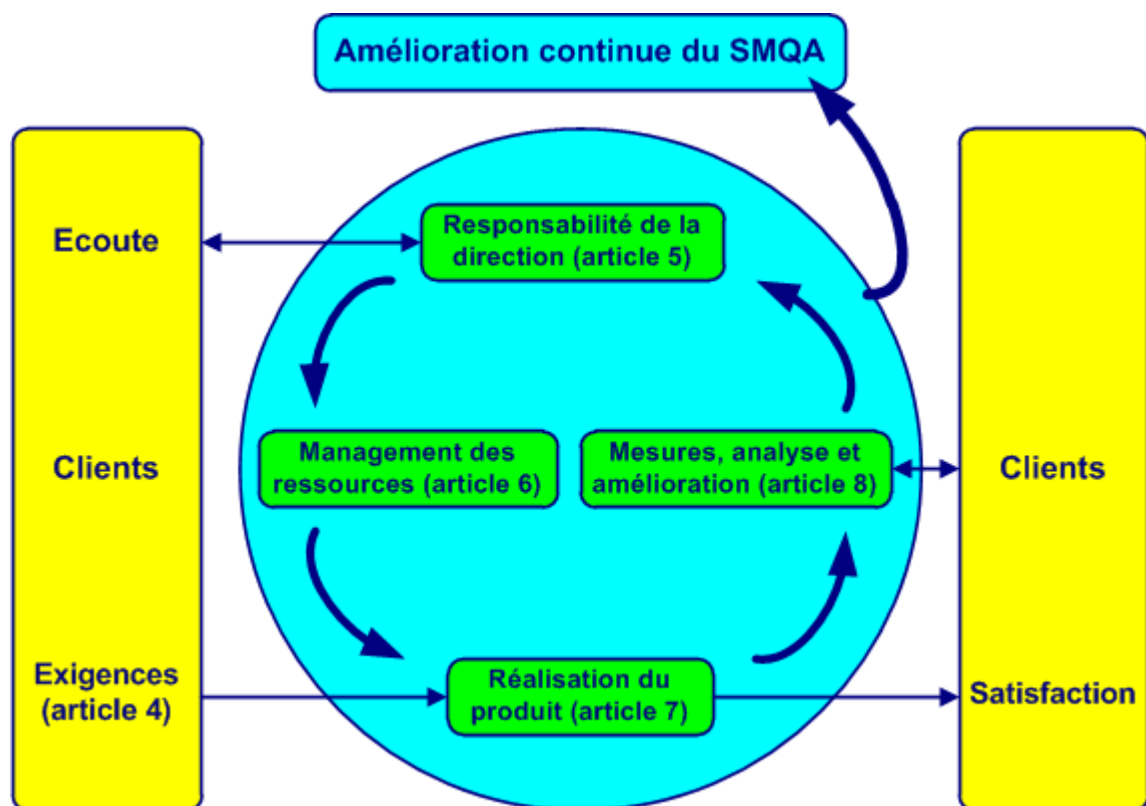 Amélioration continue du SMQA
Ecoute
Responsabilité de la
direction (article 5)
Clients
Management des
ressources (article 6)
Mesures, analyse et
amélioration (article 8)
Clients
Exigences
(article 4)
Réalisation du
produit (article 7)
Satisfaction